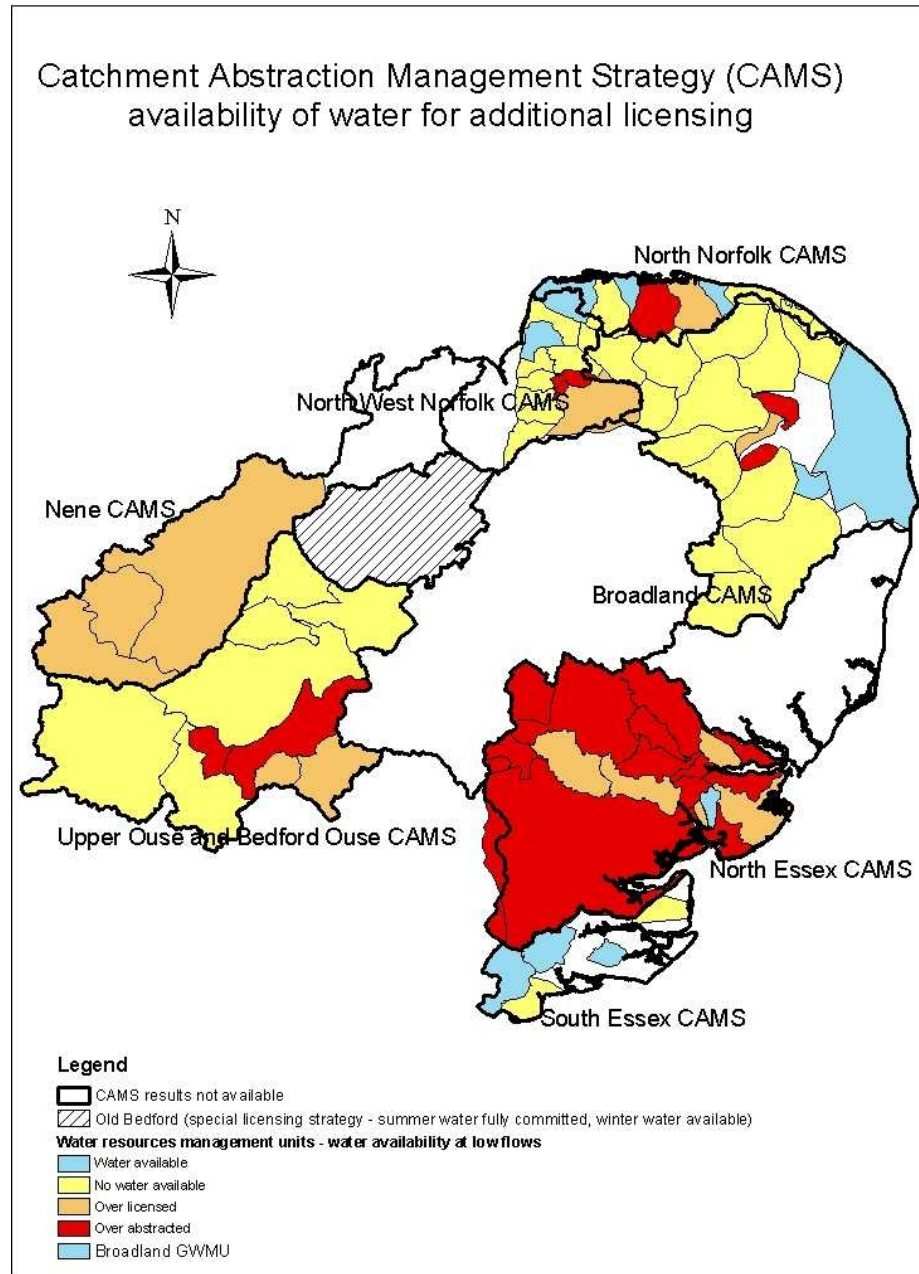 Catchment Abstraction Management Strategy (CAMS)
availability of water for additional licensing
N
North Norfolk CAMS
North West Norfolk CAMS
Nene CAMS
Broadland CAMS
Upper Ouse and Bedford Ouse CAMS
North Essex CAMS
South Essex CAMS
Legend
CAMS results not available
Old Bedford (special licensing strategy - summer water fully committed, winter water available)
Water resources management units - water availability at low flows
Water available
No water available
Over licensed
Over abstracted
Broadland GWMU